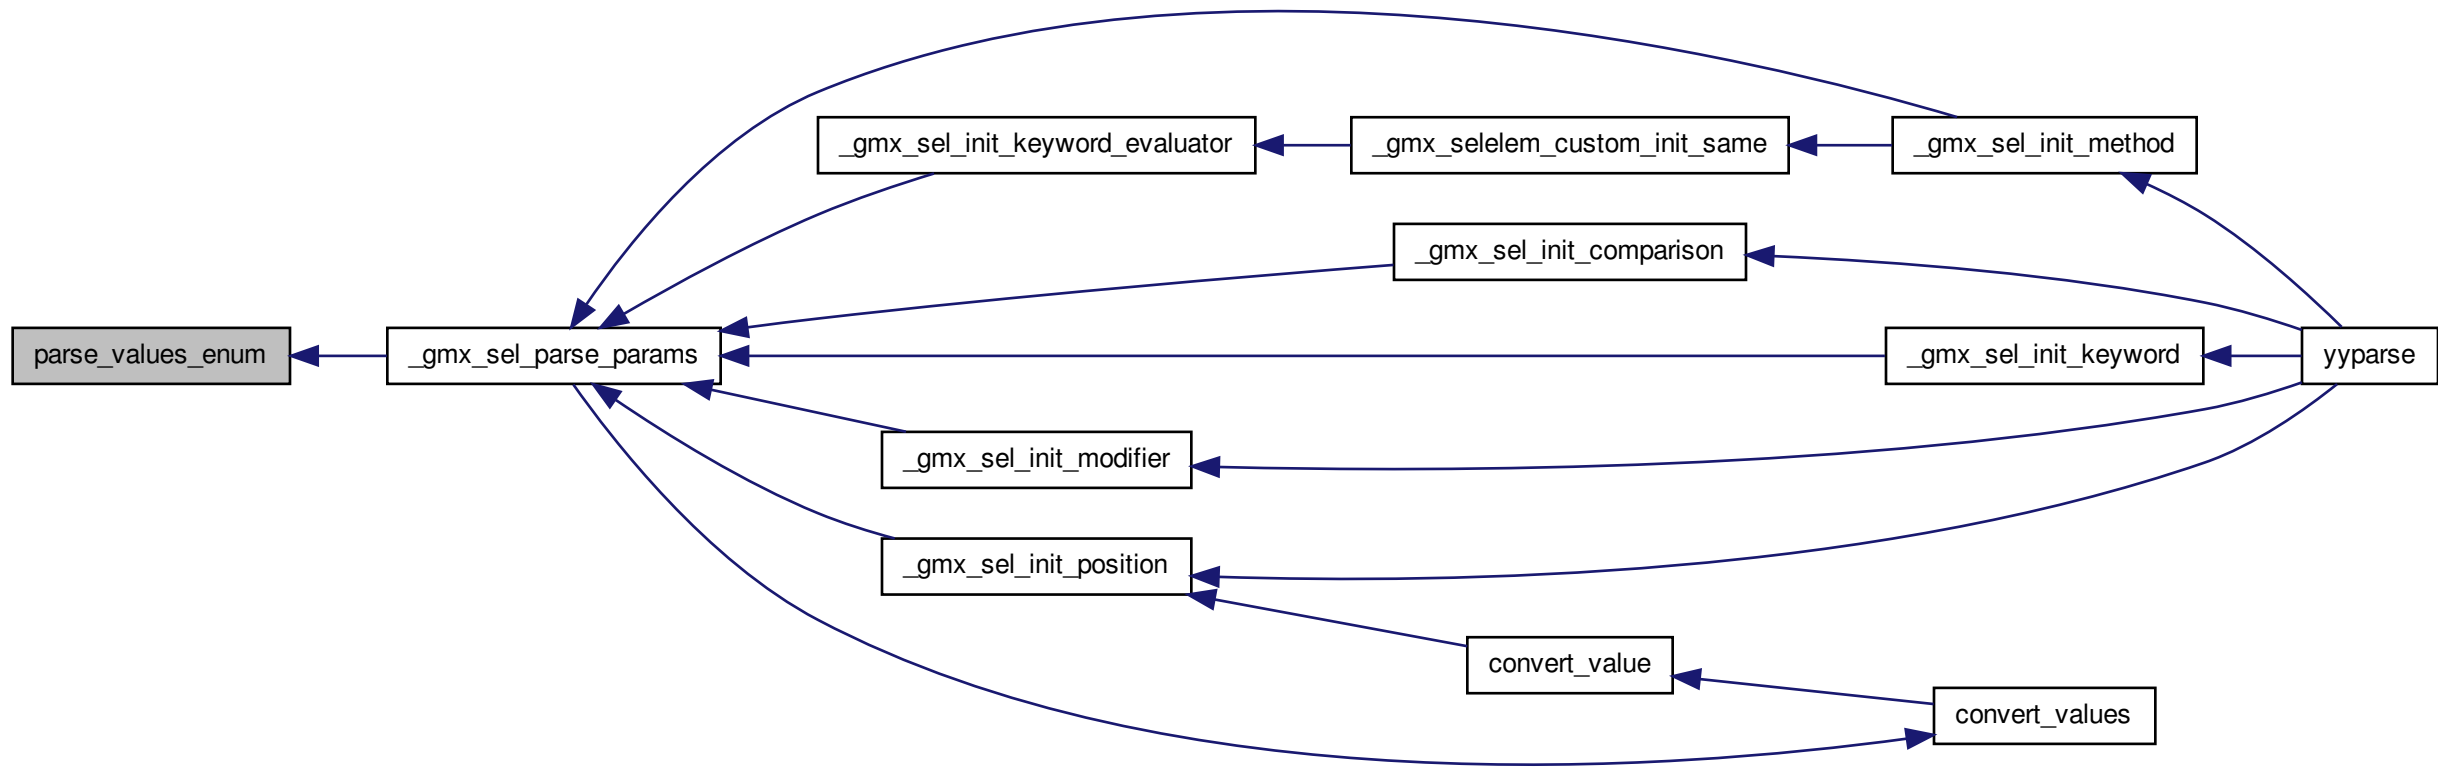 _gmx_sel_init_keyword_evaluator
_gmx_selelem_custom_init_same
_gmx_sel_init_method
_gmx_sel_init_comparison
parse_values_enum
_gmx_sel_parse_params
_gmx_sel_init_keyword
yyparse
_gmx_sel_init_modifier
_gmx_sel_init_position
convert_value
convert_values